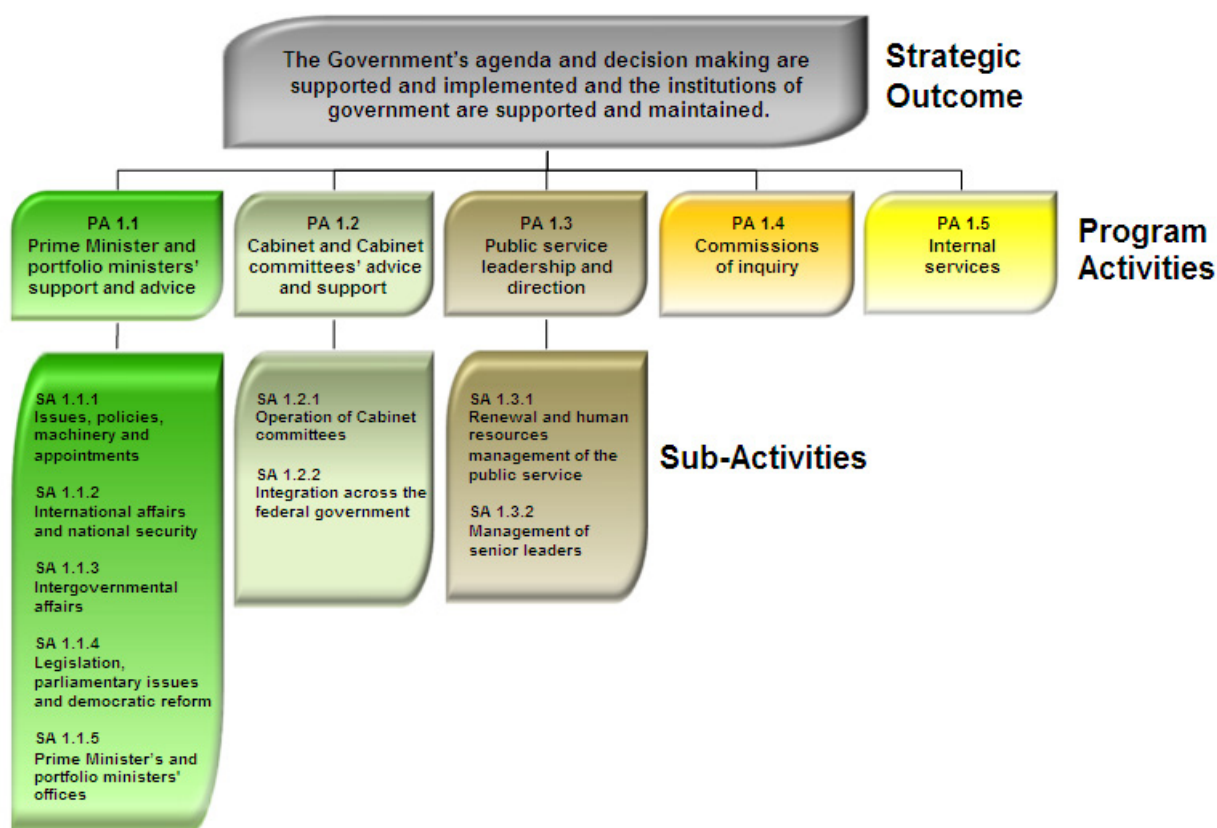 The Government's agenda and decision making are
supported and implemented and the institutions of
government are supported and maintained.
Strategic
Outcome
PA 1.1
Prime Minister and
portfolio ministers'
support and advice
PA 1.2
Cabinet and Cabinet
committees' advice
and support
PA 1.3
Public service
leadership and
direction
PA 1.4
Commissions
of inquiry
PA 1.5
Internal
services
Program
Activities
SA 1.1.1
Issues, policies,
machinery and
appointments
SA 1.1.2
International affairs
and national security
SA 1.1.3
Intergovernmental
affairs
SA 1.1.4
Legislation,
parliamentary issues
and democratic reform
SA 1.1.5
Prime Minister's and
portfolio ministers'
offices
SA 1.2.1
Operation of Cabinet
committees
SA 1.2.2
Integration across the
federal government
SA 1.3.1
Renewal and human
resources
management of the
public service
SA 1.3.2
Management of
senior leaders
Sub-Activities